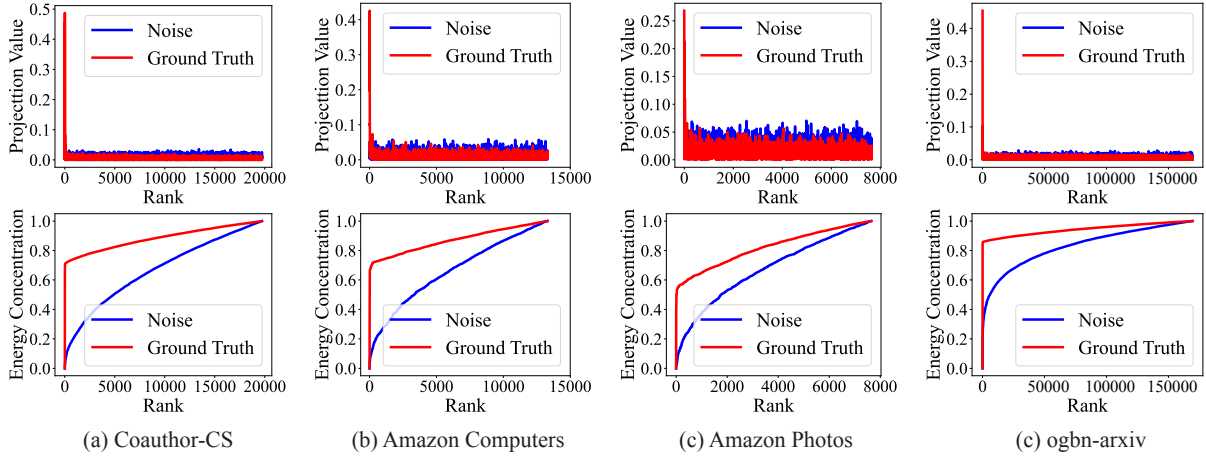 0.5
0.4
0.3
0.2
0.1
0.0
Projecttion Value
Noise
Ground Truth
0 5000 10000 15000 20000
Rank
0.4
0.3
0.2
0.1
0.0
Projecttion Value
Noise
Ground Truth
0 5000 10000 15000
Rank
0.25
0.20
0.15
0.10
0.05
0.00
Projecttion Value
Noise
Ground Truth
0 2000 4000 6000 8000
Rank
0.4
0.3
0.2
0.1
0.0
Projecttion Value
Noise
Ground Truth
0 50000 100000 150000
Rank
1.0
0.8
0.6
0.4
0.2
0.0
Energy Concentration
Noise
Ground Truth
0 5000 10000 15000 20000
Rank
1.0
0.8
0.6
0.4
0.2
0.0
Energy Concentration
Noise
Ground Truth
0 5000 10000 15000
Rank
1.0
0.8
0.6
0.4
0.2
0.0
Energy Concentration
Noise
Ground Truth
0 2000 4000 6000 8000
Rank
1.0
0.8
0.6
0.4
0.2
0.0
Energy Concentration
Noise
Ground Truth
0 50000 100000 150000
Rank
(a) Coauthor-CS
(b) Amazon Computers
(c) Amazon Photos
(c) ogbn-arxiv